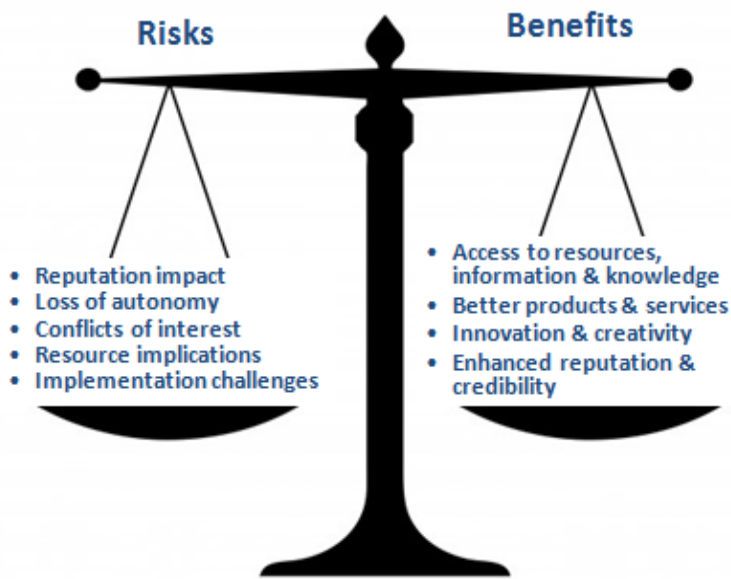 Risks
Benefits
• Reputation impact
• Loss of autonomy
• Conflicts of interest
• Resource implications
• Implementation challenges
• Access to resources,
information & knowledge
• Better products & services
• Innovation & creativity
• Enhanced reputation &
credibility